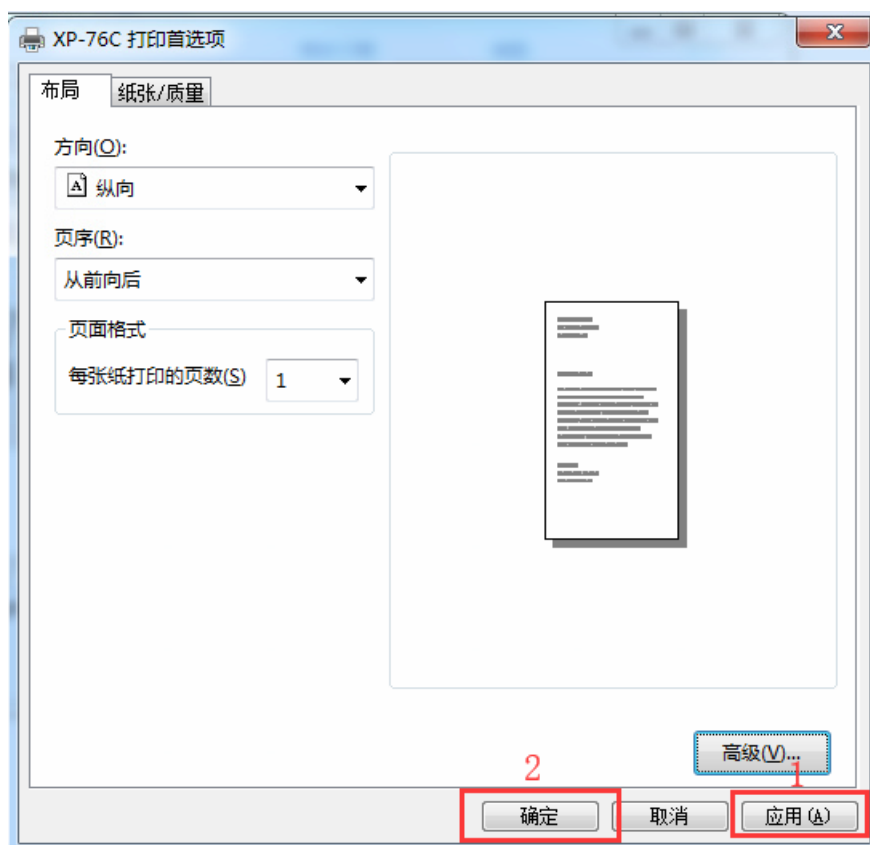 XP-76C 打印首选项
布局
纸张/质量
方向(O):
纵向
页序(R):
从前向后
页面格式
每张纸打印的页数(S)
1
高级(V)...
2
1
确定
取消
应用(A)